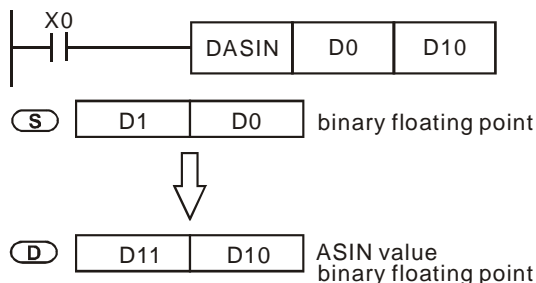 X0
DASIN D0 D10
S D1 D0 binary floating point
D D11 D10 ASIN value
binary floating point